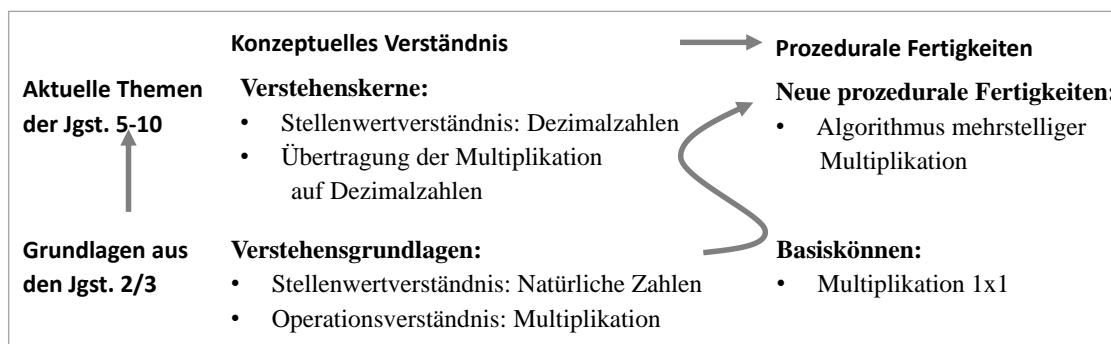 Konzeptuelles Verständnis
Prozedurale Fertigkeiten
Aktuelle Themen
der Jgst. 5-10
Verstehenskerne:
• Stellenwertverständnis: Dezimalzahlen
• Übertragung der Multiplikation
auf Dezimalzahlen
Neue prozedurale Fertigkeiten:
• Algorithmus mehrstelliger
Multiplikation
Grundlagen aus
den Jgst. 2/3
Verstehensgrundlagen:
• Stellenwertverständnis: Natürliche Zahlen
• Operationsverständnis: Multiplikation
Basiskönnen:
• Multiplikation 1x1